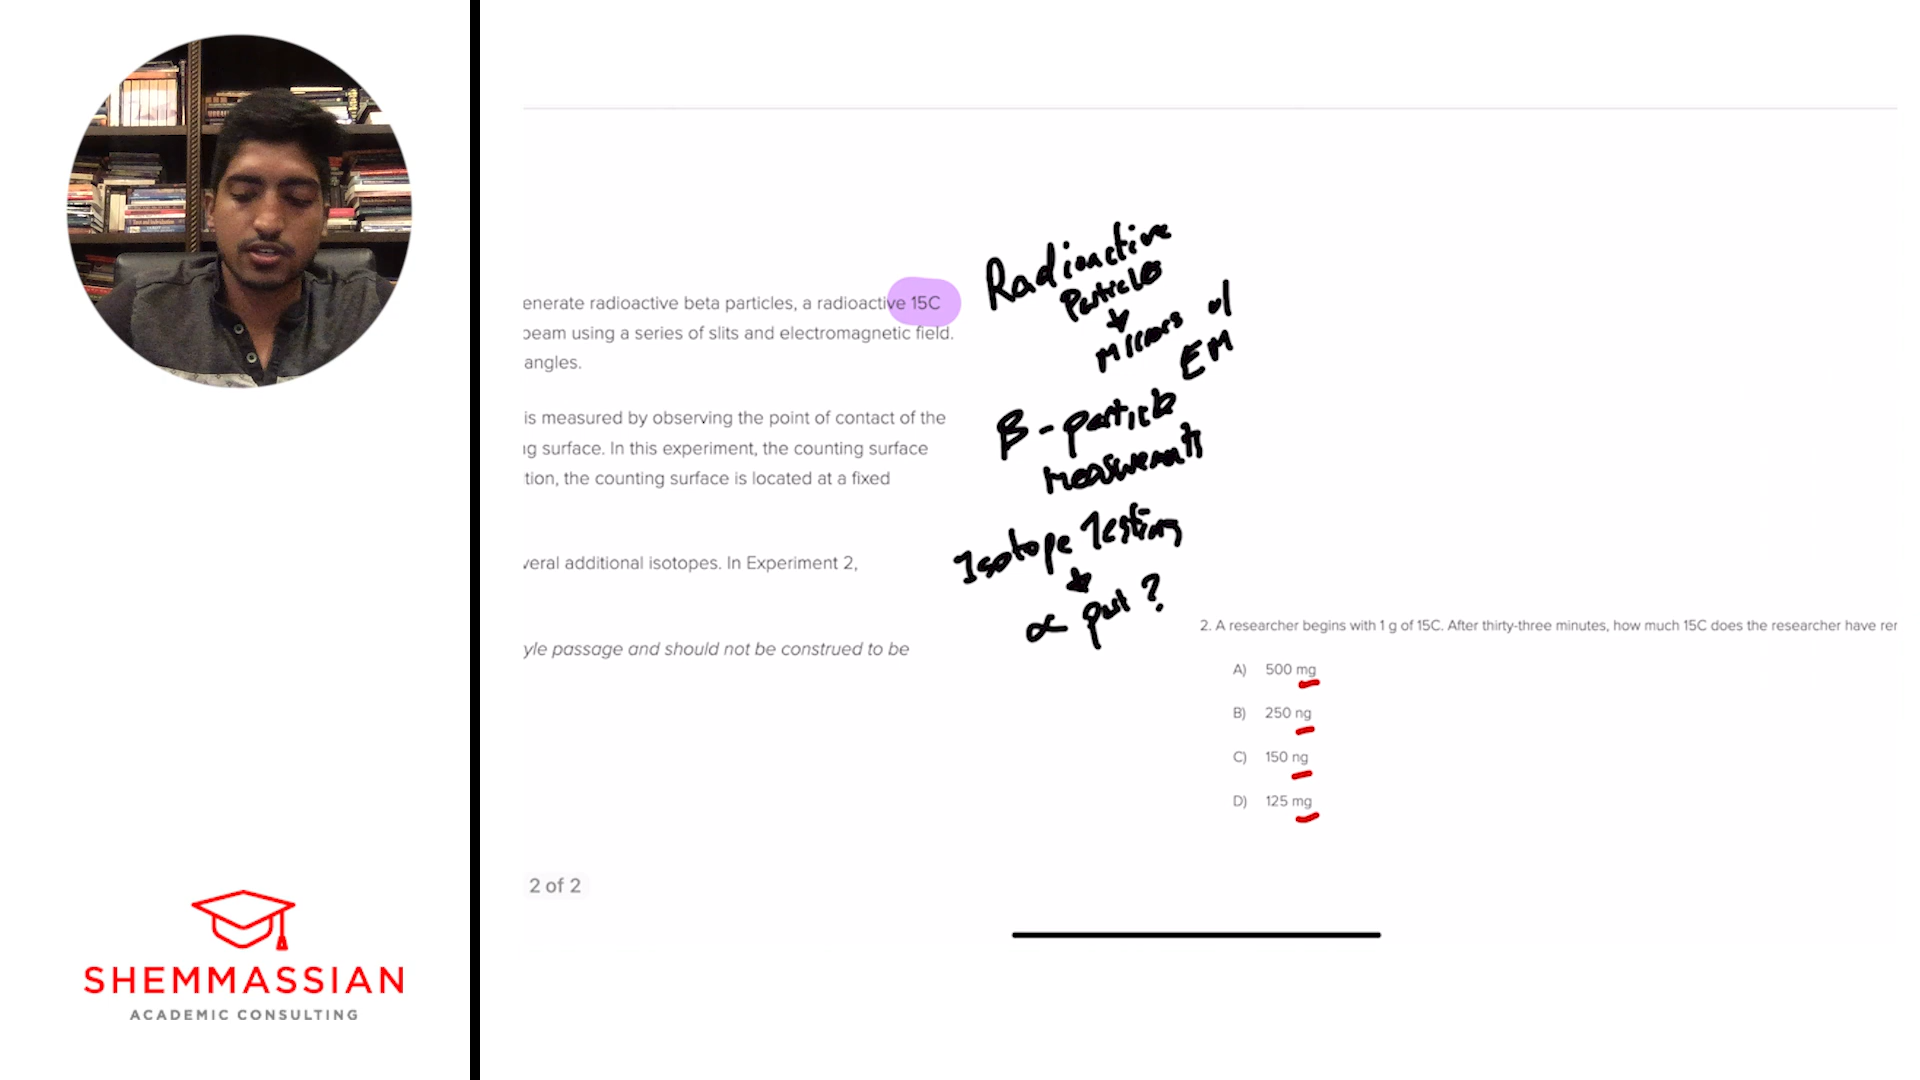 enerate radioactive beta particles, a radioactive 15C
beam using a series of slits and electromagnetic field.
angles.
is measured by observing the point of contact of the
ng surface. In this experiment, the counting surface
tion, the counting surface is located at a fixed
veral additional isotopes. In Experiment 2,
yle passage and should not be construed to be
2 of 2
Radioactive
Particles
Mirrors w/
EM
β-particle
measurements
Isotope Testing
α part?
2. A researcher begins with 1 g of 15C. After thirty-three minutes, how much 15C does the researcher have rer
A) 500 mg
B) 250 ng
C) 150 ng
D) 125 mg
SHEMMASSIAN
ACADEMIC CONSULTING